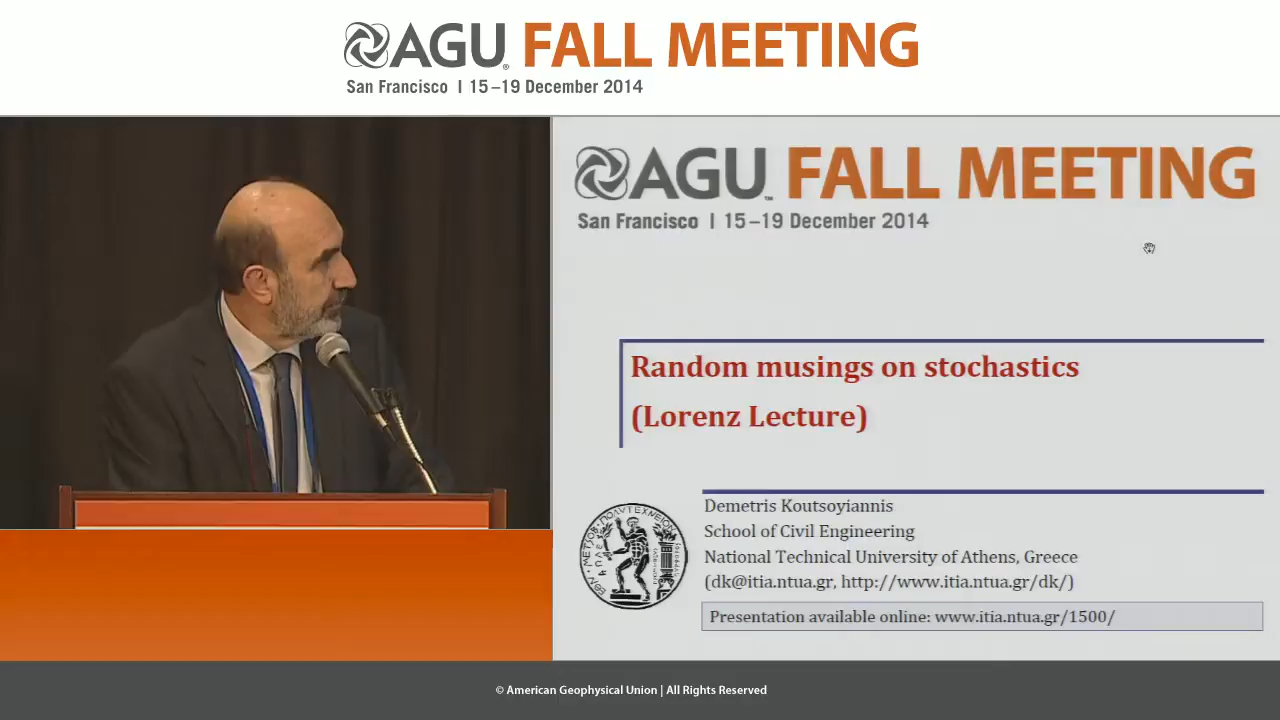 AGU FALL MEETING
San Francisco | 15–19 December 2014
AGU FALL MEETING
San Francisco | 15–19 December 2014
Random musings on stochastics
(Lorenz Lecture)
Demetris Koutsoyiannis
School of Civil Engineering
National Technical University of Athens, Greece
(dk@itia.ntua.gr, http://www.itia.ntua.gr/dk/)
Presentation available online: www.itia.ntua.gr/1500/
© American Geophysical Union | All Rights Reserved